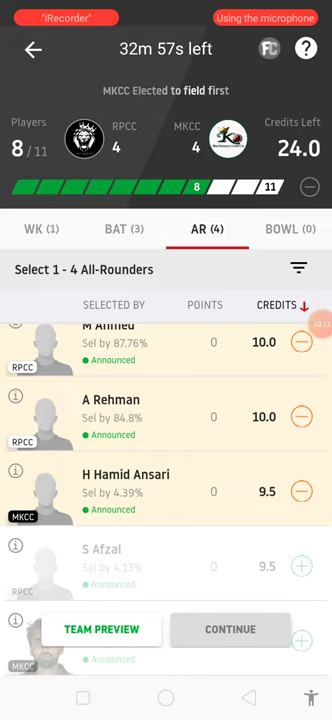 "iRecorder"
Using the microphone
32m 57s left
FC
?
MKCC Elected to field first
Players
8 / 11
RPCC
4
MKCC
4
Credits Left
24.0
8
11
WK (1)
BAT (3)
AR (4)
BOWL (0)
Select 1 - 4 All-Rounders
SELECTED BY
POINTS
CREDITS
03:12
M Ahmed
Sel by 87.76%
0
10.0
Announced
RPCC
A Rehman
Sel by 84.8%
0
10.0
Announced
RPCC
H Hamid Ansari
Sel by 4.39%
0
9.5
Announced
MKCC
S Afzal
Sel by 4.13%
0
9.5
Announced
RPCC
TEAM PREVIEW
CONTINUE
Announced
MKCC